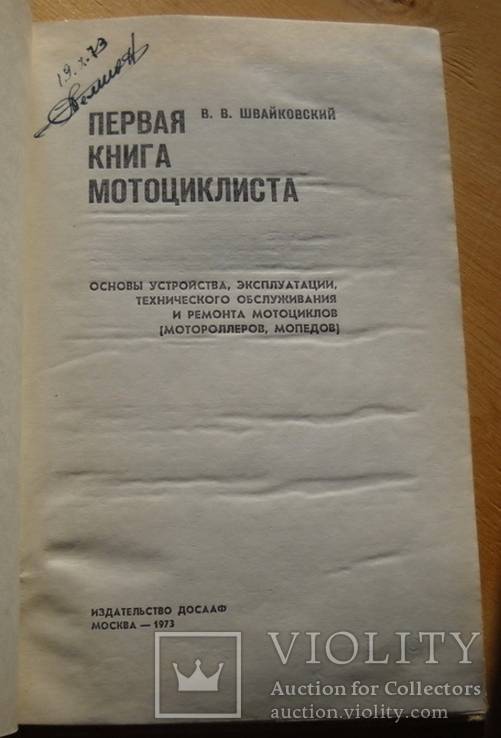 19.X.73
В. В. ШВАЙКОВСКИЙ
ПЕРВАЯ
КНИГА
МОТОЦИКЛИСТА
ОСНОВЫ УСТРОЙСТВА, ЭКСПЛУАТАЦИИ,
ТЕХНИЧЕСКОГО ОБСЛУЖИВАНИЯ
И РЕМОНТА МОТОЦИКЛОВ
(МОТОРОЛЛЕРОВ, МОПЕДОВ)
ИЗДАТЕЛЬСТВО ДОСААФ
МОСКВА — 1973
VIOLITY
Auction for Collectors
auction.violity.com